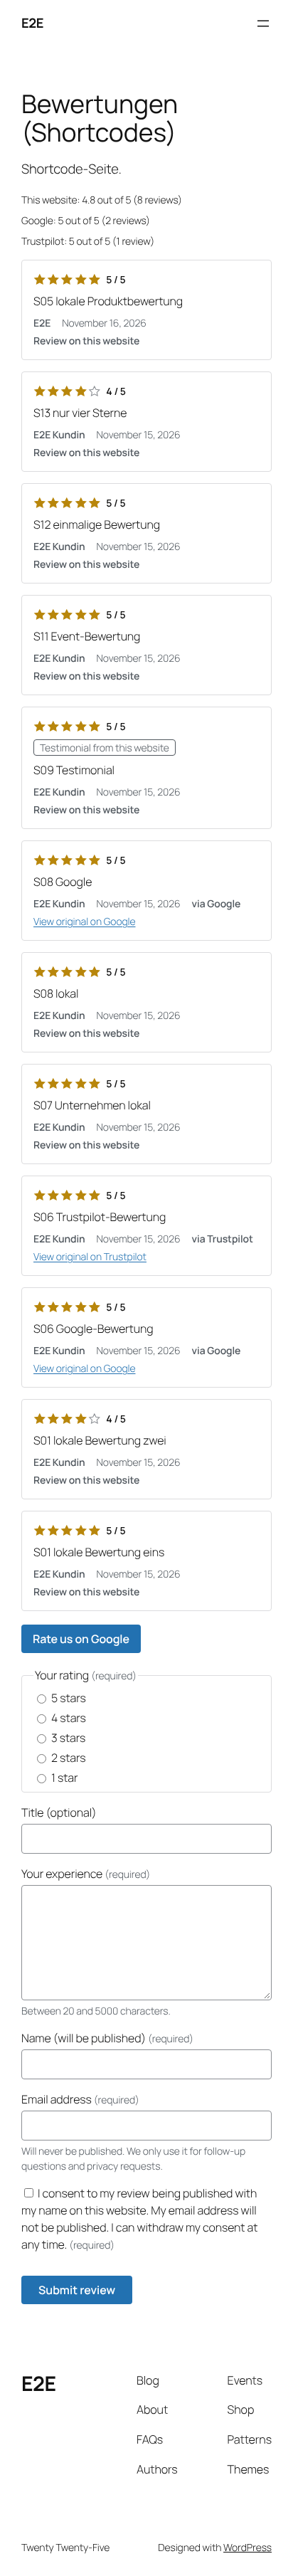 E2E
Bewertungen
(Shortcodes)
Shortcode-Seite.
This website: 4.8 out of 5 (8 reviews)
Google: 5 out of 5 (2 reviews)
Trustpilot: 5 out of 5 (1 review)
5 / 5
S05 lokale Produktbewertung
E2E November 16, 2026
Review on this website
4 / 5
S13 nur vier Sterne
E2E Kundin November 15, 2026
Review on this website
5 / 5
S12 einmalige Bewertung
E2E Kundin November 15, 2026
Review on this website
5 / 5
S11 Event-Bewertung
E2E Kundin November 15, 2026
Review on this website
5 / 5
Testimonial from this website
S09 Testimonial
E2E Kundin November 15, 2026
Review on this website
5 / 5
S08 Google
E2E Kundin November 15, 2026 via Google
View original on Google
5 / 5
S08 lokal
E2E Kundin November 15, 2026
Review on this website
5 / 5
S07 Unternehmen lokal
E2E Kundin November 15, 2026
Review on this website
5 / 5
S06 Trustpilot-Bewertung
E2E Kundin November 15, 2026 via Trustpilot
View original on Trustpilot
5 / 5
S06 Google-Bewertung
E2E Kundin November 15, 2026 via Google
View original on Google
4 / 5
S01 lokale Bewertung zwei
E2E Kundin November 15, 2026
Review on this website
5 / 5
S01 lokale Bewertung eins
E2E Kundin November 15, 2026
Review on this website
Rate us on Google
Your rating (required)
5 stars
4 stars
3 stars
2 stars
1 star
Title (optional)
Your experience (required)
Between 20 and 5000 characters.
Name (will be published) (required)
Email address (required)
Will never be published. We only use it for follow-up
questions and privacy requests.
I consent to my review being published with
my name on this website. My email address will
not be published. I can withdraw my consent at
any time. (required)
Submit review
E2E
Blog
About
FAQs
Authors
Events
Shop
Patterns
Themes
Twenty Twenty-Five
Designed with WordPress